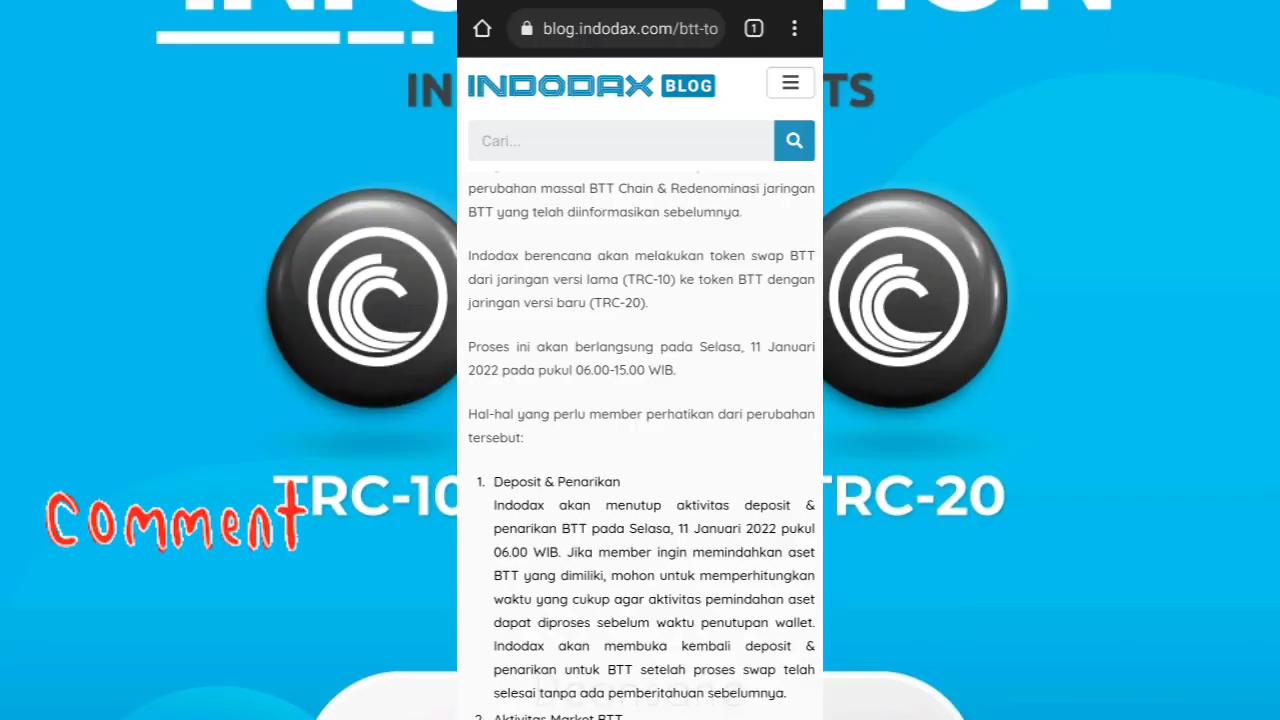 blog.indodax.com/btt-to
1
INDODAX BLOG
Cari...
perubahan massal BTT Chain & Redenominasi jaringan
BTT yang telah diinformasikan sebelumnya.
Indodax berencana akan melakukan token swap BTT
dari jaringan versi lama (TRC-10) ke token BTT dengan
jaringan versi baru (TRC-20).
Proses ini akan berlangsung pada Selasa, 11 Januari
2022 pada pukul 06.00-15.00 WIB.
Hal-hal yang perlu member perhatikan dari perubahan
tersebut:
1. Deposit & Penarikan
Indodax akan menutup aktivitas deposit &
penarikan BTT pada Selasa, 11 Januari 2022 pukul
06.00 WIB. Jika member ingin memindahkan aset
BTT yang dimiliki, mohon untuk memperhitungkan
waktu yang cukup agar aktivitas pemindahan aset
dapat diproses sebelum waktu penutupan wallet.
Indodax akan membuka kembali deposit &
penarikan untuk BTT setelah proses swap telah
selesai tanpa ada pemberitahuan sebelumnya.
2. Aktivitas Market BTT
TRC-10
TRC-20
Comment